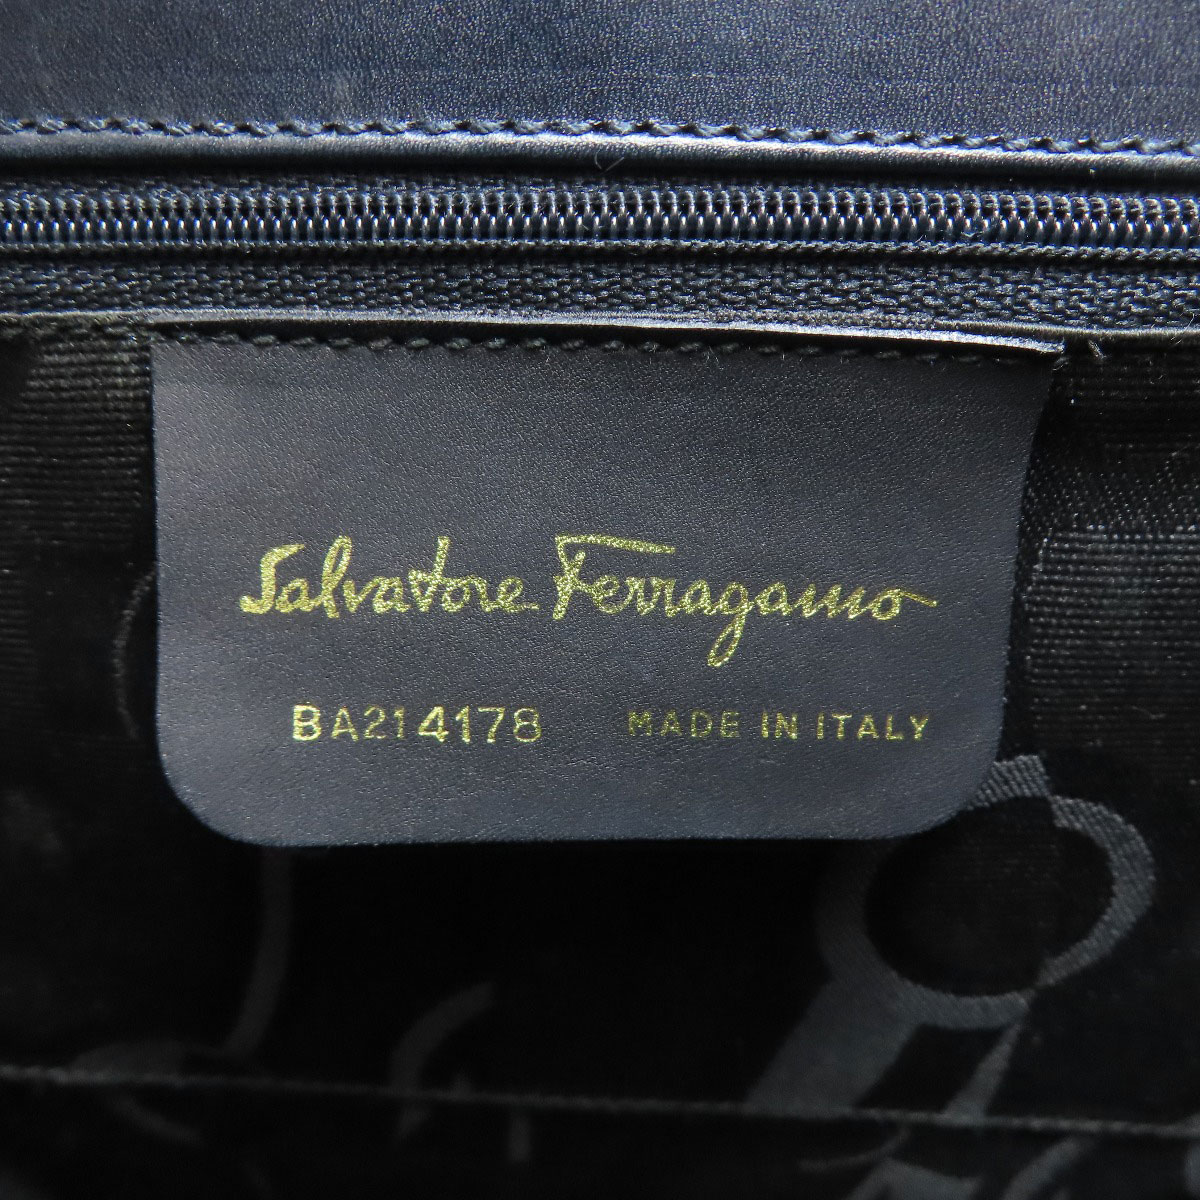 Salvatore Ferragamo
BA214178 MADE IN ITALY